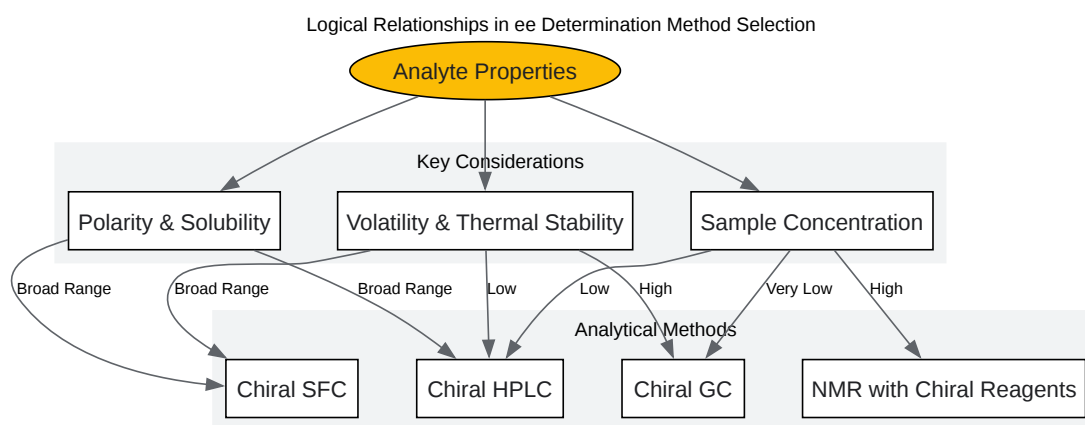 Logical Relationships in ee Determination Method Selection
Analyte Properties
Key Considerations
Polarity & Solubility
Volatility & Thermal Stability
Sample Concentration
Broad Range
Broad Range
Broad Range
Low
Low
High
Very Low
High
Analytical Methods
Chiral SFC
Chiral HPLC
Chiral GC
NMR with Chiral Reagents